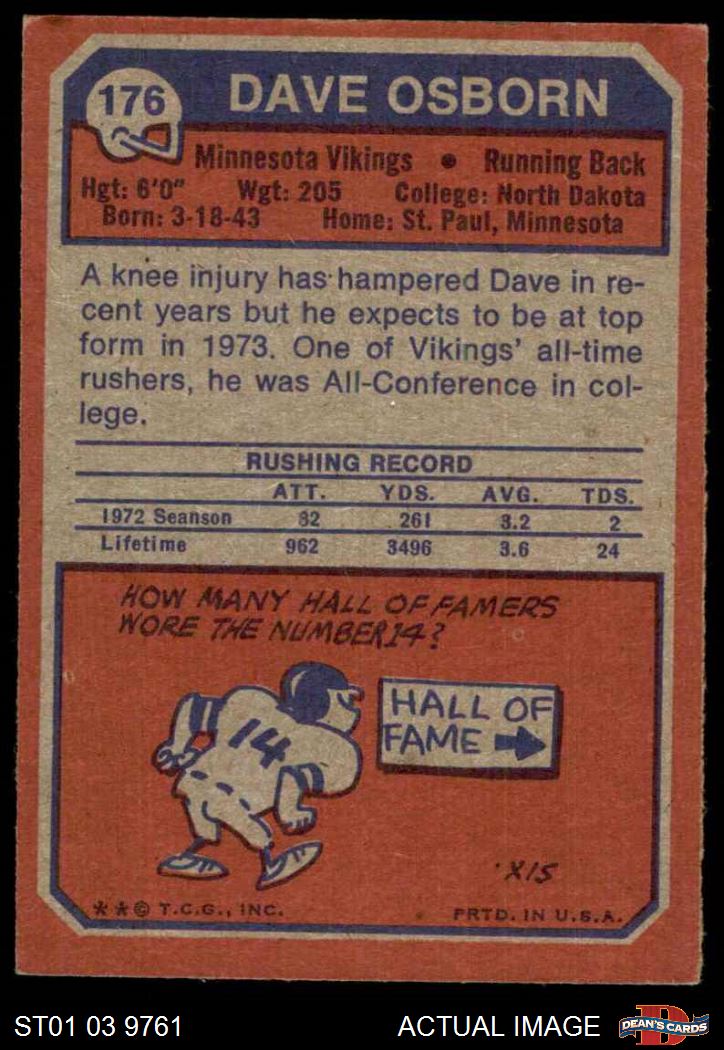 176
DAVE OSBORN
Minnesota Vikings • Running Back
Hgt: 6'0" Wgt: 205 College: North Dakota
Born: 3-18-43 Home: St. Paul, Minnesota
A knee injury has hampered Dave in re-
cent years but he expects to be at top
form in 1973. One of Vikings' all-time
rushers, he was All-Conference in col-
lege.
RUSHING RECORD
ATT. YDS. AVG. TDS.
1972 Seanson 82 261 3.2 2
Lifetime 962 3496 3.6 24
HOW MANY HALL OF FAMERS
WORE THE NUMBER 14?
14
HALL OF
FAME
X15
**© T.C.G., INC. PRTD. IN U.S.A.
ST01 03 9761 ACTUAL IMAGE D DEAN'S CARDS